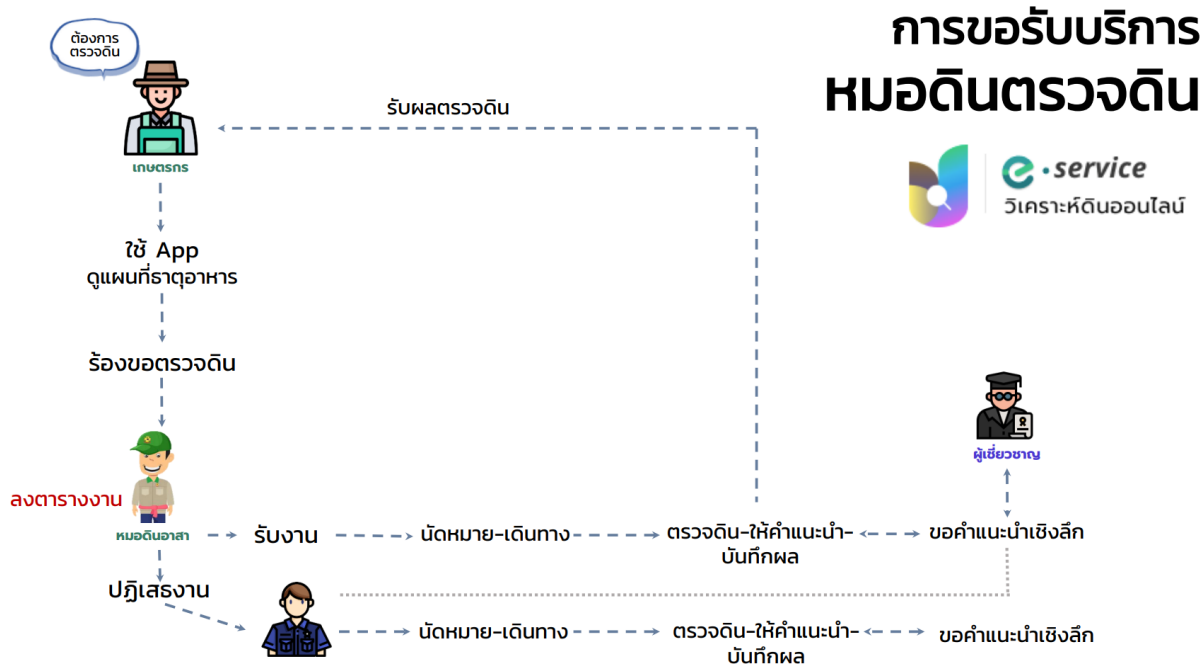 ต้องการ
ตรวจดิน
การขอรับบริการ
หมอดินตรวจดิน
e-service
วิเคราะห์ดินออนไลน์
รับผลตรวจดิน
เกษตรกร
ใช้ App
ดูแผนที่ธาตุอาหาร
ร้องขอตรวจดิน
ผู้เชี่ยวชาญ
ลงตารางงาน
หมอดินอาสา
รับงาน
นัดหมาย-เดินทาง
ตรวจดิน-ให้คำแนะนำ-
บันทึกผล
ขอคำแนะนำเชิงลึก
ปฏิเสธงาน
นัดหมาย-เดินทาง
ตรวจดิน-ให้คำแนะนำ-
บันทึกผล
ขอคำแนะนำเชิงลึก